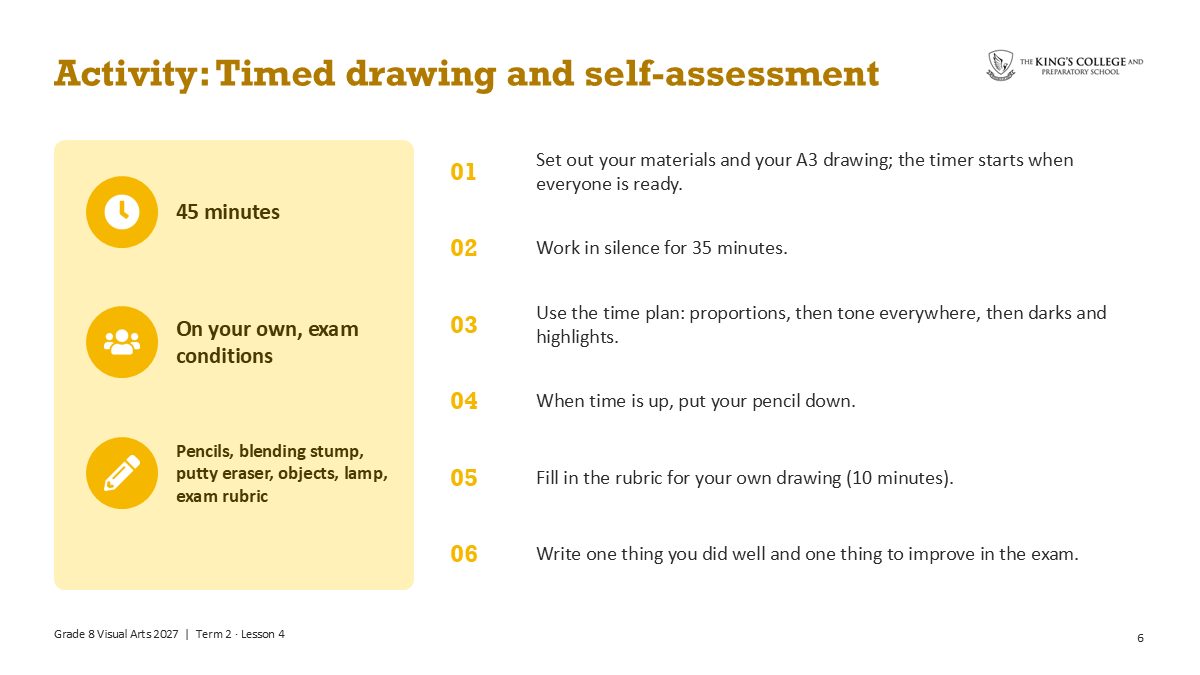 Activity: Timed drawing and self-assessment
THE KING'S COLLEGE AND
PREPARATORY SCHOOL
45 minutes
On your own, exam
conditions
Pencils, blending stump,
putty eraser, objects, lamp,
exam rubric
01
Set out your materials and your A3 drawing; the timer starts when
everyone is ready.
02
Work in silence for 35 minutes.
03
Use the time plan: proportions, then tone everywhere, then darks and
highlights.
04
When time is up, put your pencil down.
05
Fill in the rubric for your own drawing (10 minutes).
06
Write one thing you did well and one thing to improve in the exam.
Grade 8 Visual Arts 2027 | Term 2 · Lesson 4
6